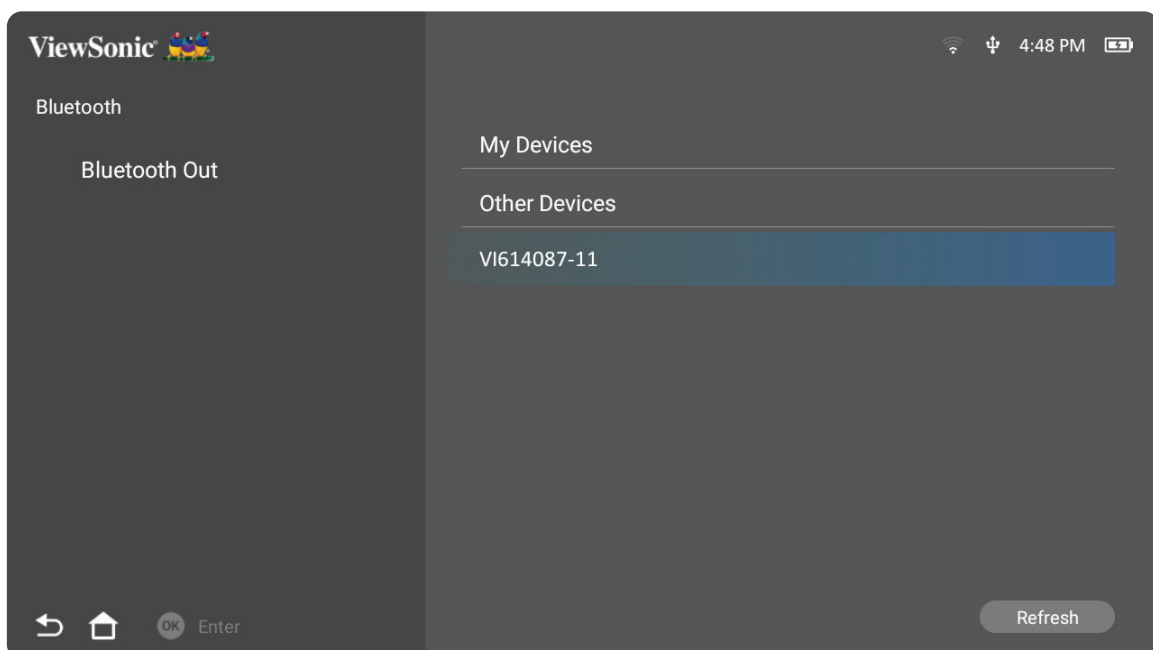 ViewSonic
4:48 PM
Bluetooth
Bluetooth Out
My Devices
Other Devices
VI614087-11
OK Enter
Refresh